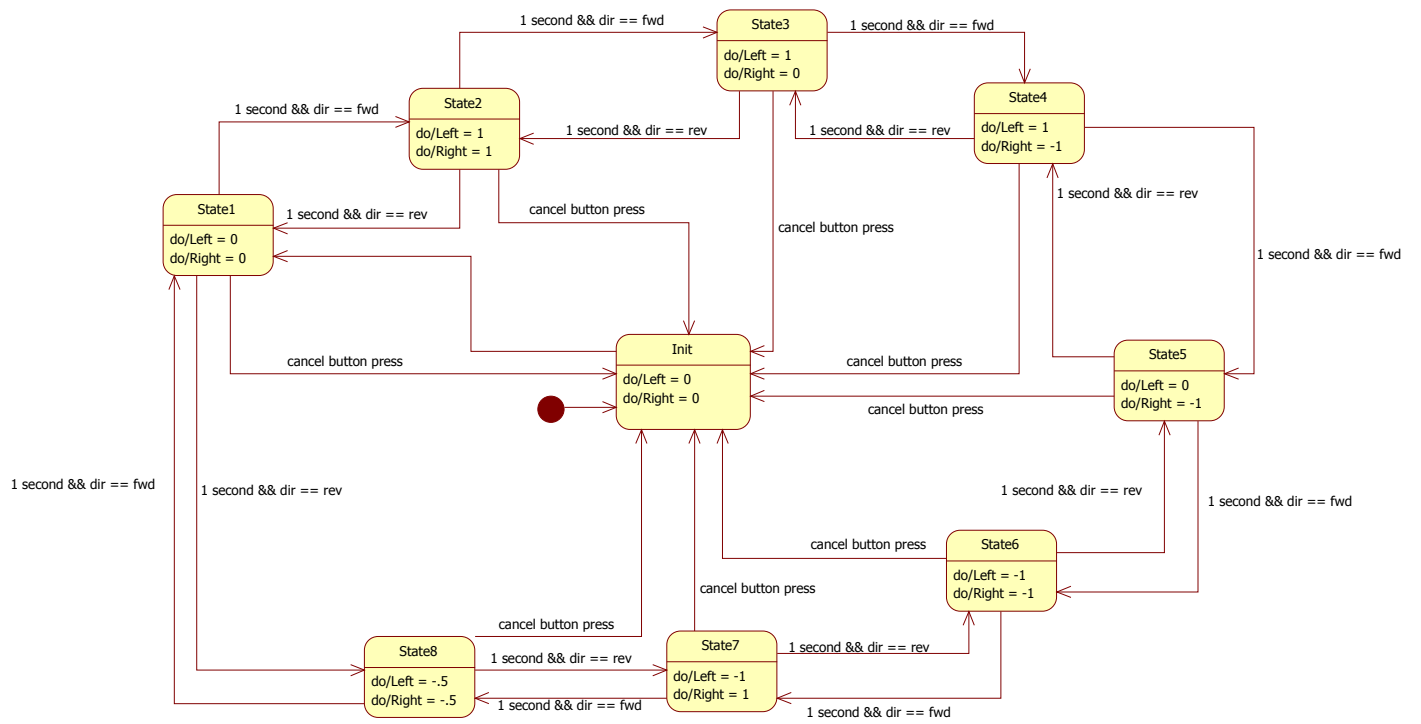 1 second && dir == fwd
State3
do/Left = 1
do/Right = 0
1 second && dir == fwd
State2
do/Left = 1
do/Right = 1
1 second && dir == fwd
1 second && dir == rev
1 second && dir == rev
State4
do/Left = 1
do/Right = -1
State1
do/Left = 0
do/Right = 0
1 second && dir == rev
cancel button press
cancel button press
1 second && dir == rev
1 second && dir == fwd
cancel button press
Init
do/Left = 0
do/Right = 0
cancel button press
cancel button press
State5
do/Left = 0
do/Right = -1
1 second && dir == fwd
1 second && dir == rev
1 second && dir == rev
1 second && dir == fwd
cancel button press
State6
do/Left = -1
do/Right = -1
cancel button press
cancel button press
State8
do/Left = -.5
do/Right = -.5
1 second && dir == rev
State7
do/Left = -1
do/Right = 1
1 second && dir == rev
1 second && dir == fwd
1 second && dir == fwd